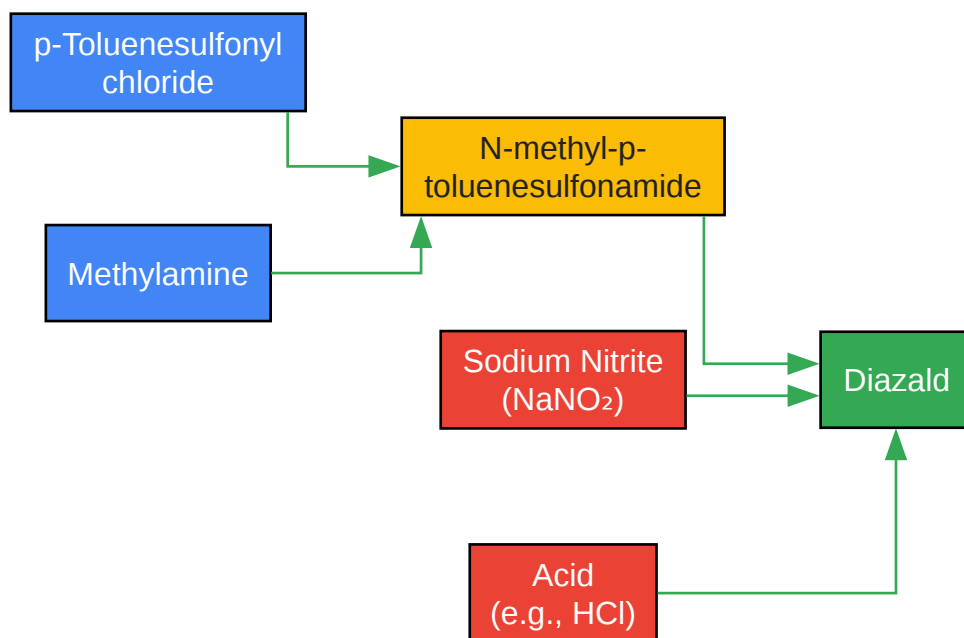 p-Toluenesulfonyl
chloride
N-methyl-p-
toluenesulfonamide
Methylamine
Sodium Nitrite
(NaNO₂)
Diazald
Acid
(e.g., HCl)